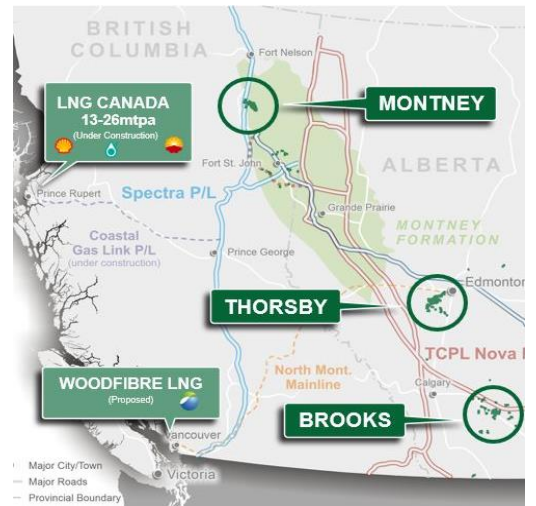 BRITISH
COLUMBIA
Fort Nelson
LNG CANADA
13-26mtpa
(Under Construction)
MONTNEY
Fort St. John
ALBERTA
Prince Rupert
Spectra P/L
Grande Prairie
MONTNEY
FORMATION
Coastal
Gas Link P/L
(under construction)
Prince George
Edmonton
THORSBY
TCPL Nova
North Mont.
Mainline
Calgary
WOODFIBRE LNG
(Proposed)
BROOKS
Vancouver
Victoria
Major City/Town
Major Roads
Provincial Boundary